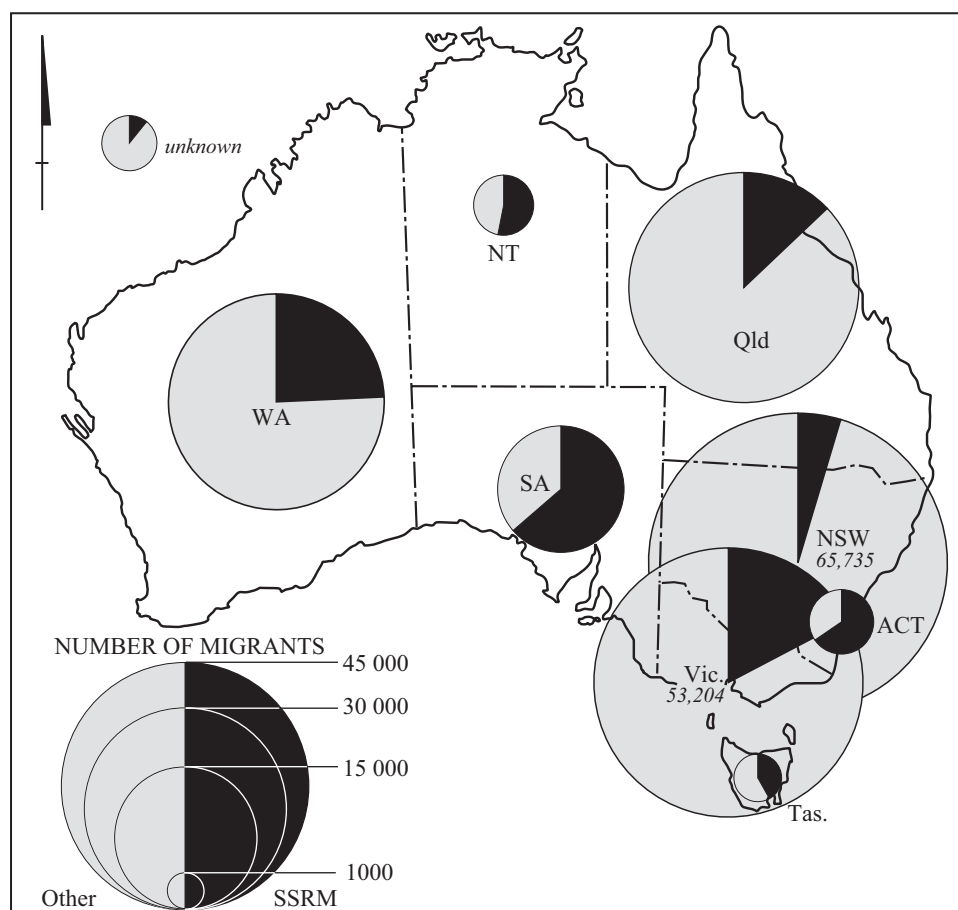 unknown
NT
Qld
WA
SA
NSW
65,735
ACT
Vic.
53,204
Tas.
NUMBER OF MIGRANTS
45 000
30 000
15 000
1000
Other
SSRM